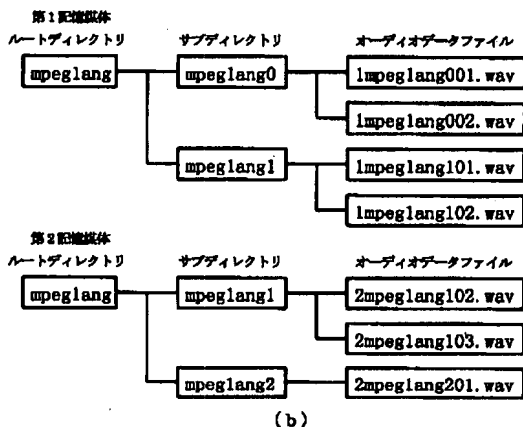 第1記憶媒体
ルートディレクトリ サブディレクトリ オーディオデータファイル
mpeglang mpeglang0 1mpeglang001.wav
1mpeglang002.wav
mpeglang1 1mpeglang101.wav
1mpeglang102.wav
第2記憶媒体
ルートディレクトリ サブディレクトリ オーディオデータファイル
mpeglang mpeglang1 2mpeglang102.wav
2mpeglang103.wav
mpeglang2 2mpeglang201.wav
(b)